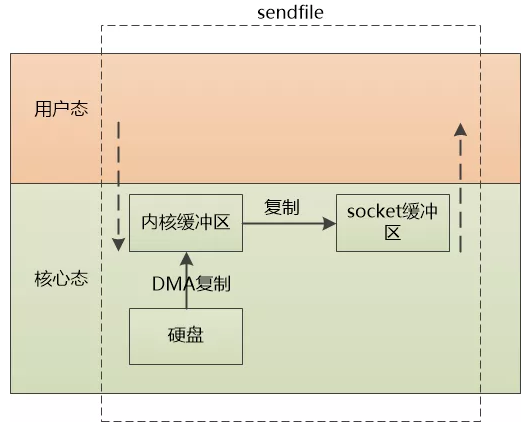 sendfile
用户态
内核缓冲区
复制
socket缓冲
区
核心态
DMA复制
硬盘